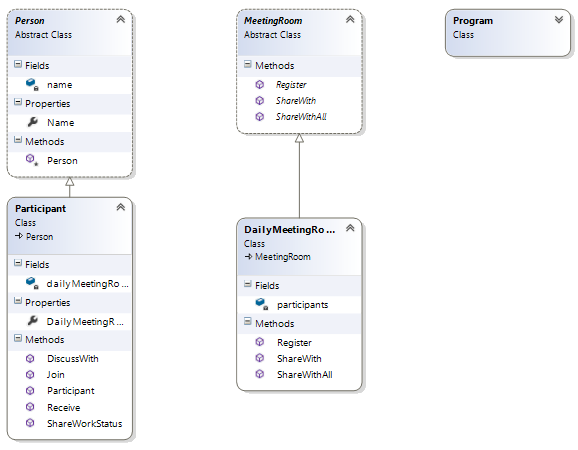 Person
Abstract Class
Fields
name
Properties
Name
Methods
Person
Participant
Class
Person
Fields
dailyMeetingRo ...
Properties
DailyMeetingR ...
Methods
DiscussWith
Join
Participant
Receive
ShareWorkStatus
MeetingRoom
Abstract Class
Methods
Register
ShareWith
ShareWithAll
DailyMeetingRo ...
Class
MeetingRoom
Fields
participants
Methods
Register
ShareWith
ShareWithAll
Program
Class